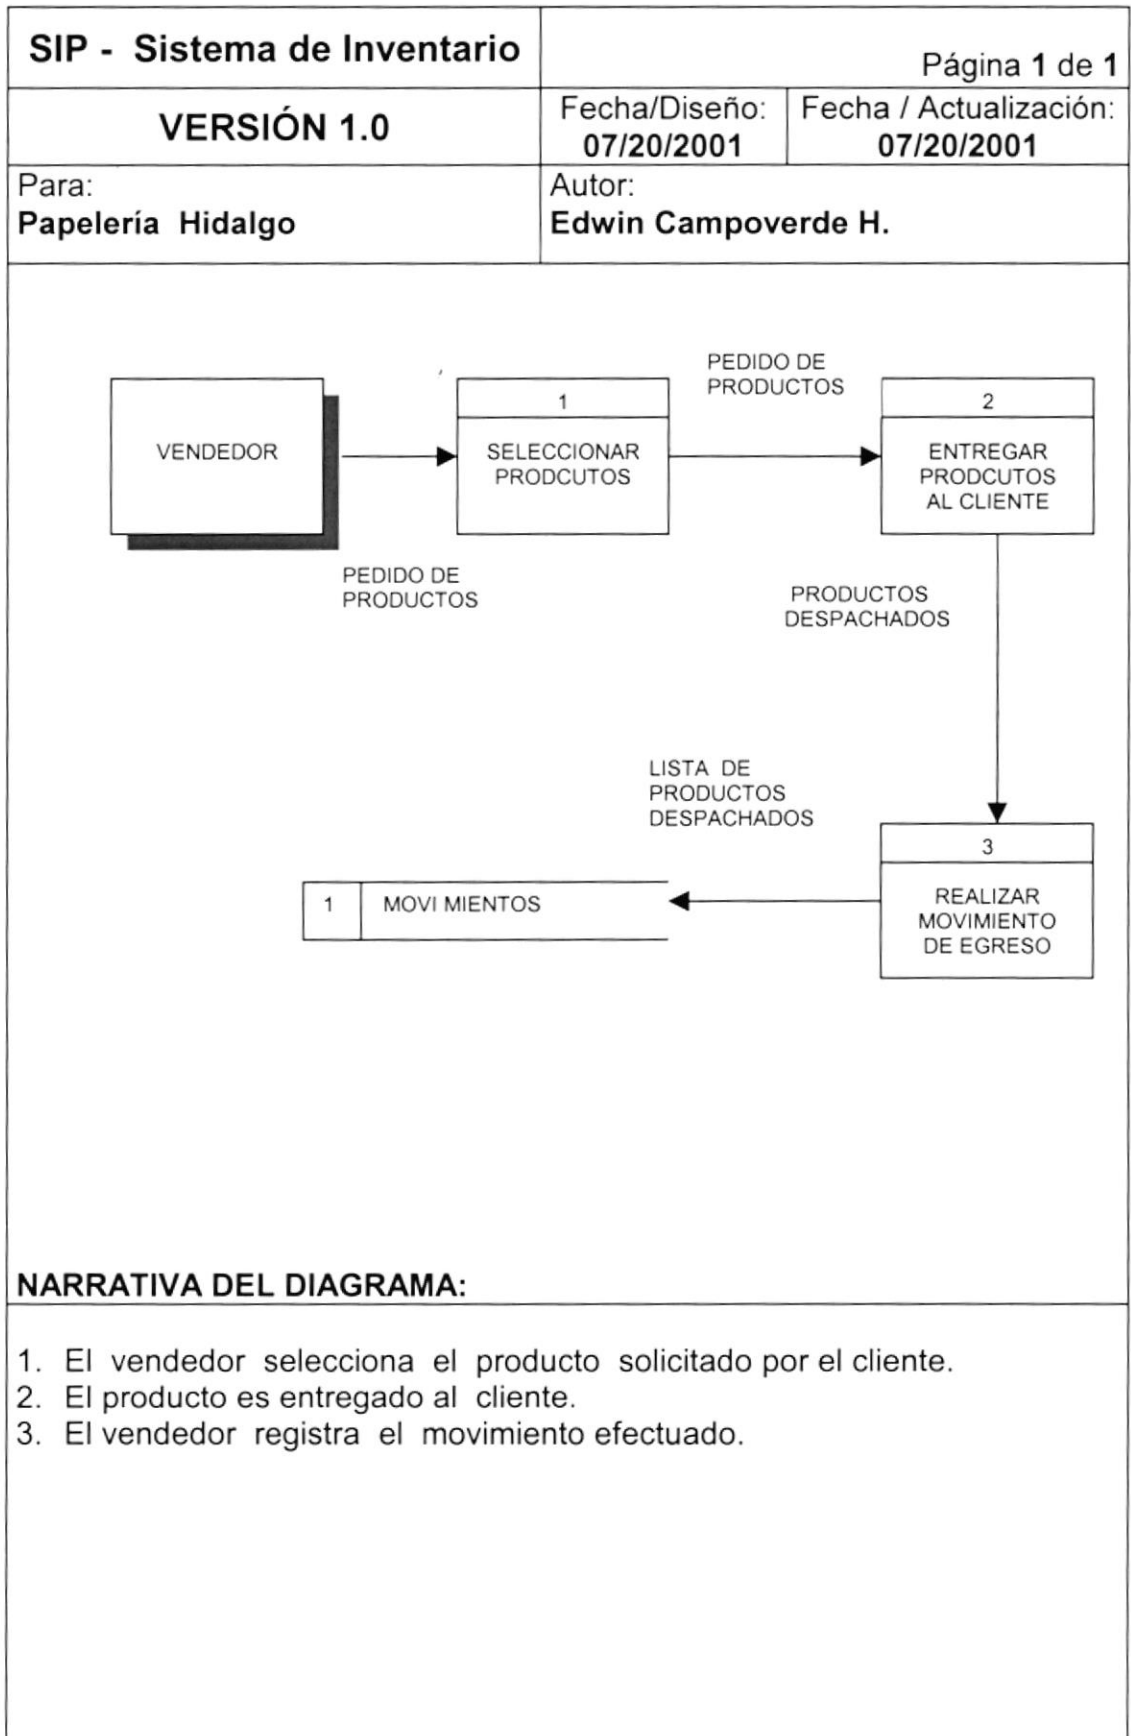 SIP - Sistema de Inventario
Página 1 de 1
VERSIÓN 1.0
Fecha/Diseño:
07/20/2001
Fecha / Actualización:
07/20/2001
Para:
Papelería Hidalgo
Autor:
Edwin Campoverde H.
VENDEDOR
PEDIDO DE
PRODUCTOS
1
SELECCIONAR
PRODCUTOS
PEDIDO DE
PRODUCTOS
2
ENTREGAR
PRODCUTOS
AL CLIENTE
PRODUCTOS
DESPACHADOS
3
REALIZAR
MOVIMIENTO
DE EGRESO
LISTA DE
PRODUCTOS
DESPACHADOS
1
MOVI MIENTOS
NARRATIVA DEL DIAGRAMA:
1. El vendedor selecciona el producto solicitado por el cliente.
2. El producto es entregado al cliente.
3. El vendedor registra el movimiento efectuado.